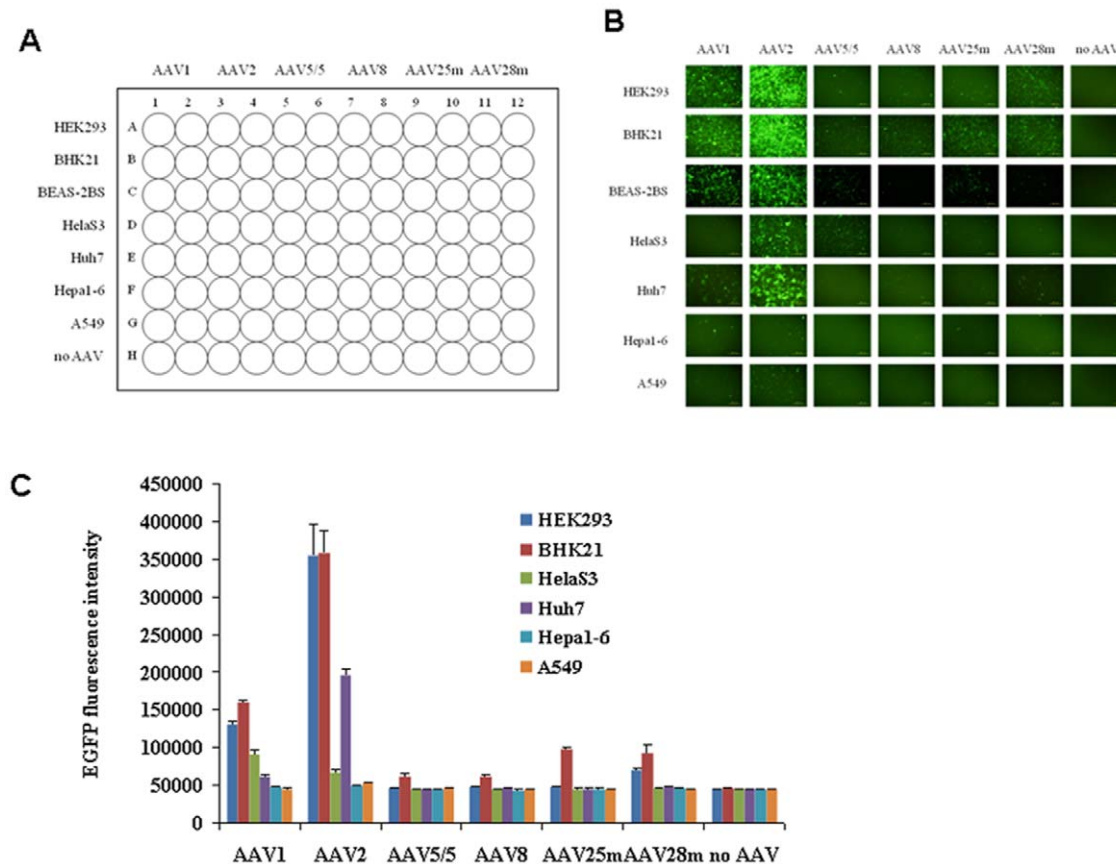 A
AAV1 AAV2 AAV5/5 AAV8 AAV25m AAV28m
1 2 3 4 5 6 7 8 9 10 11 12
HEK293 A
BHK21 B
BEAS-2BS C
HelaS3 D
Huh7 E
Hepa1-6 F
A549 G
no AAV H
B
AAV1 AAV2 AAV5/5 AAV8 AAV25m AAV28m no AAV
HEK293
BHK21
BEAS-2BS
HelaS3
Huh7
Hepa1-6
A549
C
EGFP fluorescence intensity
450000
400000
350000
300000
250000
200000
150000
100000
50000
0
HEK293
BHK21
HelaS3
Huh7
Hepa1-6
A549
AAV1 AAV2 AAV5/5 AAV8 AAV25m AAV28m no AAV